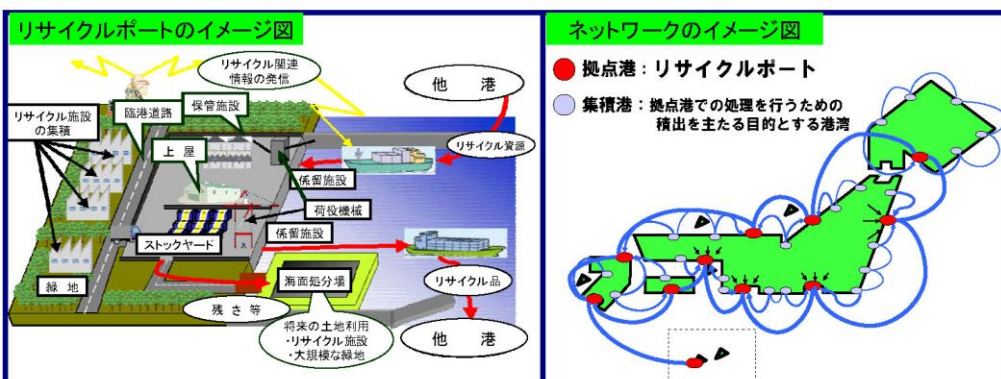 リサイクルポートのイメージ図
リサイクル関連
情報の発信
他 港
リサイクル施設
の集積
臨港道路
保管施設
上 屋
リサイクル資源
係留施設
荷役機械
係留施設
ストックヤード
緑 地
海面処分場
リサイクル品
残 さ 等
将来の土地利用
・リサイクル施設
・大規模な緑地
他 港
ネットワークのイメージ図
拠点港：リサイクルポート
集積港：拠点港での処理を行うための
積出を主たる目的とする港湾